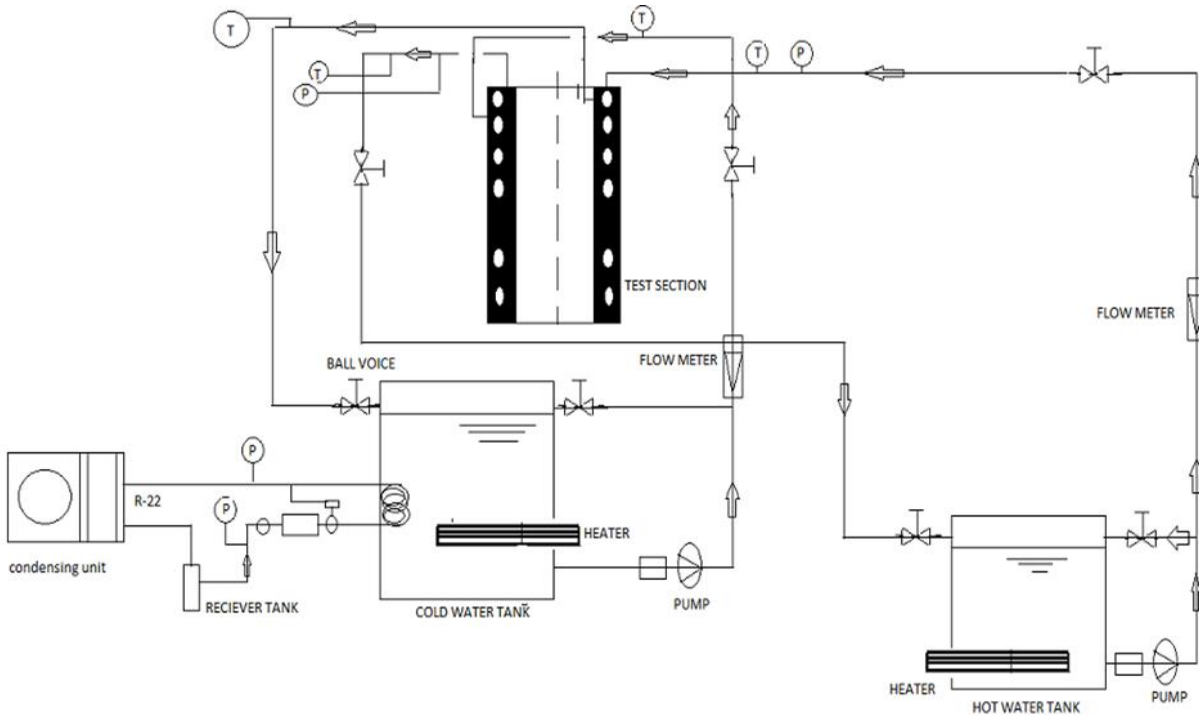 T
T
T
P
T
P
TEST SECTION
FLOW METER
FLOW METER
BALL VOICE
P
R-22
P
HEATER
condensing unit
RECIEVER TANK
COLD WATER TANK
PUMP
HEATER
HOT WATER TANK
PUMP